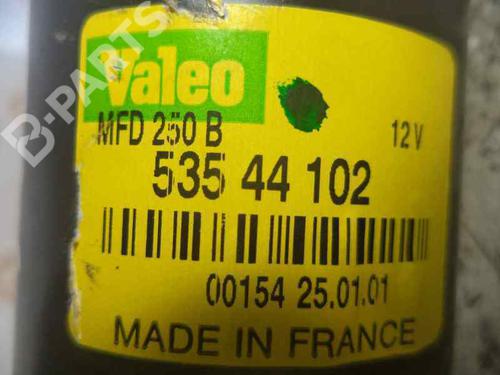 Valeo
B-PARTS
MFD 250 B 12V
535 44 102
00154 25.01.01
MADE IN FRANCE